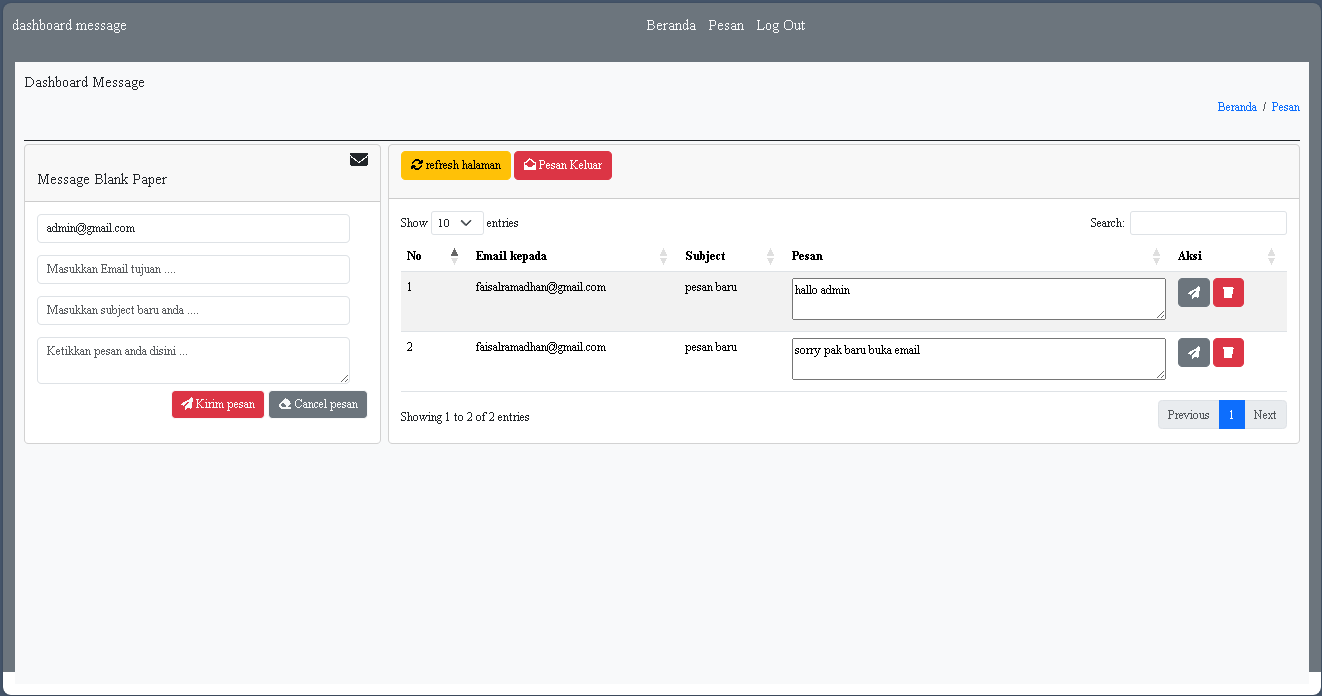 dashboard message
Beranda Pesan Log Out
Dashboard Message
Beranda / Pesan
Message Blank Paper
admin@gmail.com
Masukkan Email tujuan ....
Masukkan subject baru anda ....
Ketikkan pesan anda disini ...
Kirim pesan Cancel pesan
refresh halaman Pesan Keluar
Show 10 entries Search:
No Email kepada Subject Pesan Aksi
1 faisalramadhan@gmail.com pesan baru hallo admin
2 faisalramadhan@gmail.com pesan baru sorry pak baru buka email
Showing 1 to 2 of 2 entries Previous 1 Next